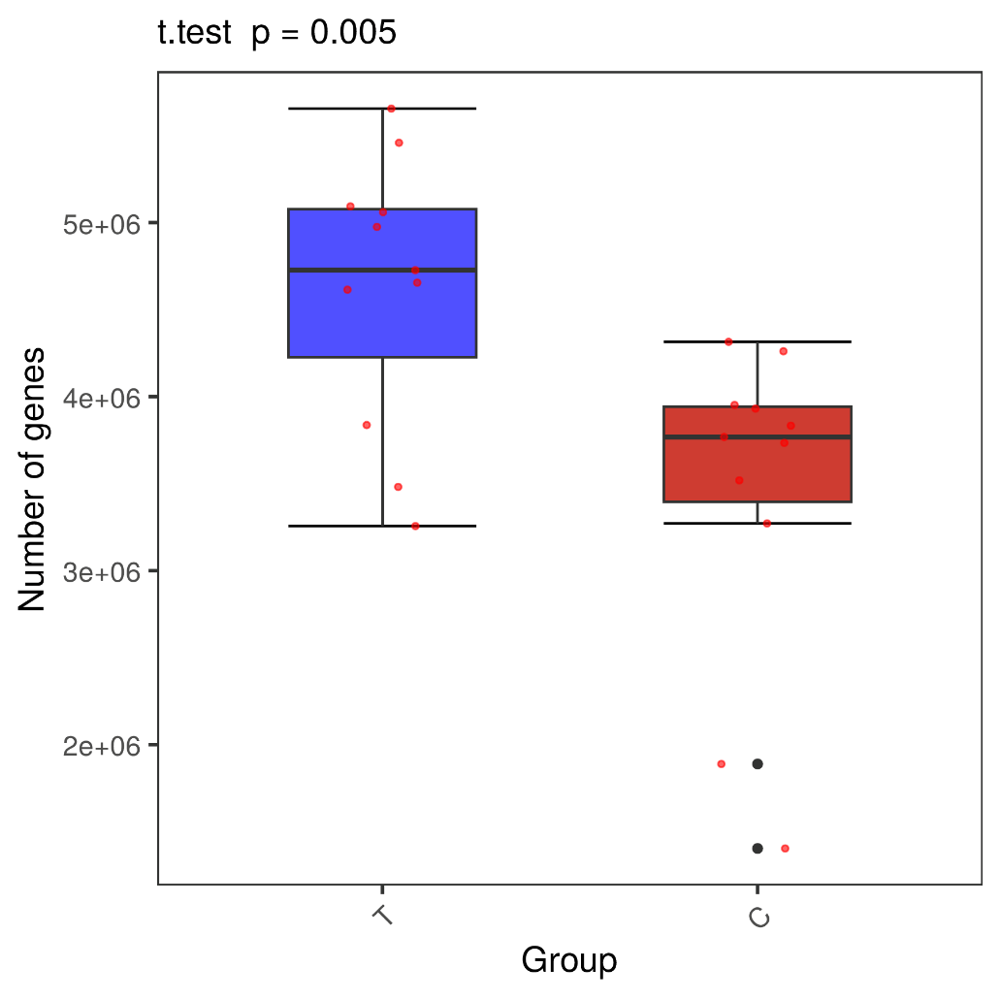 t.test  p = 0.005
Number of genes
5e+06
4e+06
3e+06
2e+06
T
C
Group